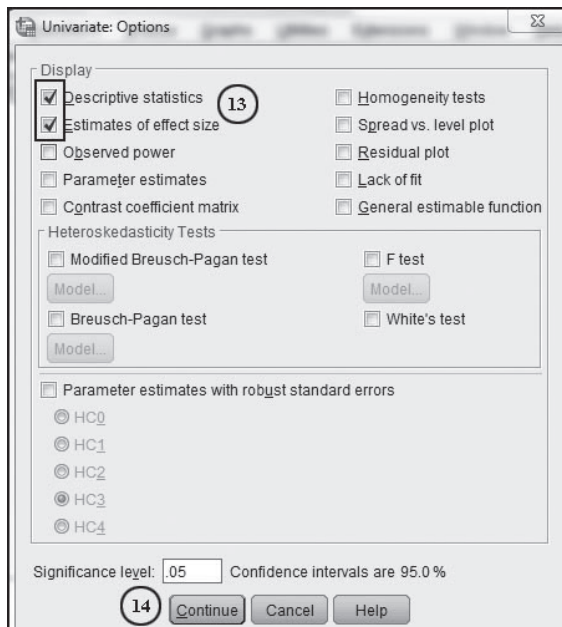 Univariate: Options
Display
Descriptive statistics
13
Homogeneity tests
Estimates of effect size
Spread vs. level plot
Observed power
Residual plot
Parameter estimates
Lack of fit
Contrast coefficient matrix
General estimable function
Heteroskedasticity Tests
Modified Breusch-Pagan test
F test
Model...
Model...
Breusch-Pagan test
White's test
Model...
Parameter estimates with robust standard errors
HC0
HC1
HC2
HC3
HC4
Significance level: .05 Confidence intervals are 95.0 %
14
Continue Cancel Help